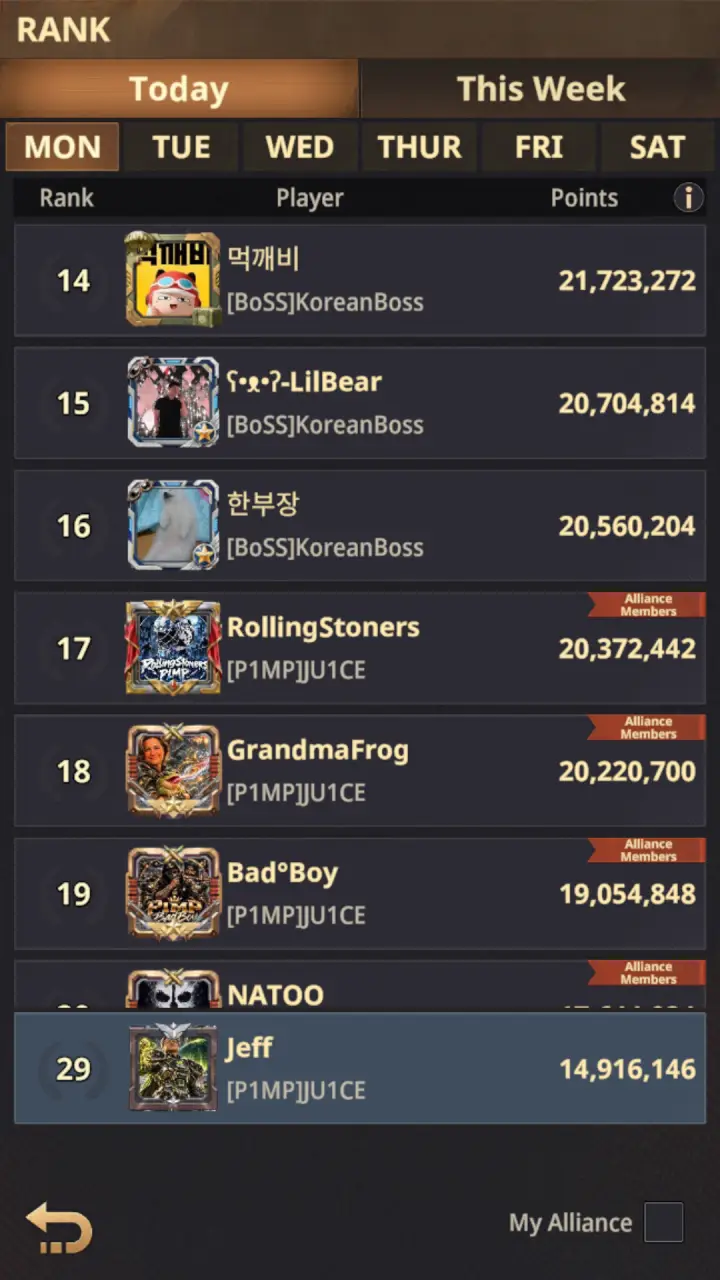 RANK
Today
This Week
MON
TUE
WED
THUR
FRI
SAT
Rank
Player
Points
14
먹깨비
[BoSS]KoreanBoss
21,723,272
15
ʕ•ᴥ•ʔ-LilBear
[BoSS]KoreanBoss
20,704,814
16
한부장
[BoSS]KoreanBoss
20,560,204
Alliance
Members
17
RollingStoners
[P1MP]JU1CE
20,372,442
RollingStoners
PIMP
Alliance
Members
18
GrandmaFrog
[P1MP]JU1CE
20,220,700
Alliance
Members
19
Bad°Boy
[P1MP]JU1CE
19,054,848
PIMP
Alliance
Members
NATOO
29
Jeff
[P1MP]JU1CE
14,916,146
My Alliance